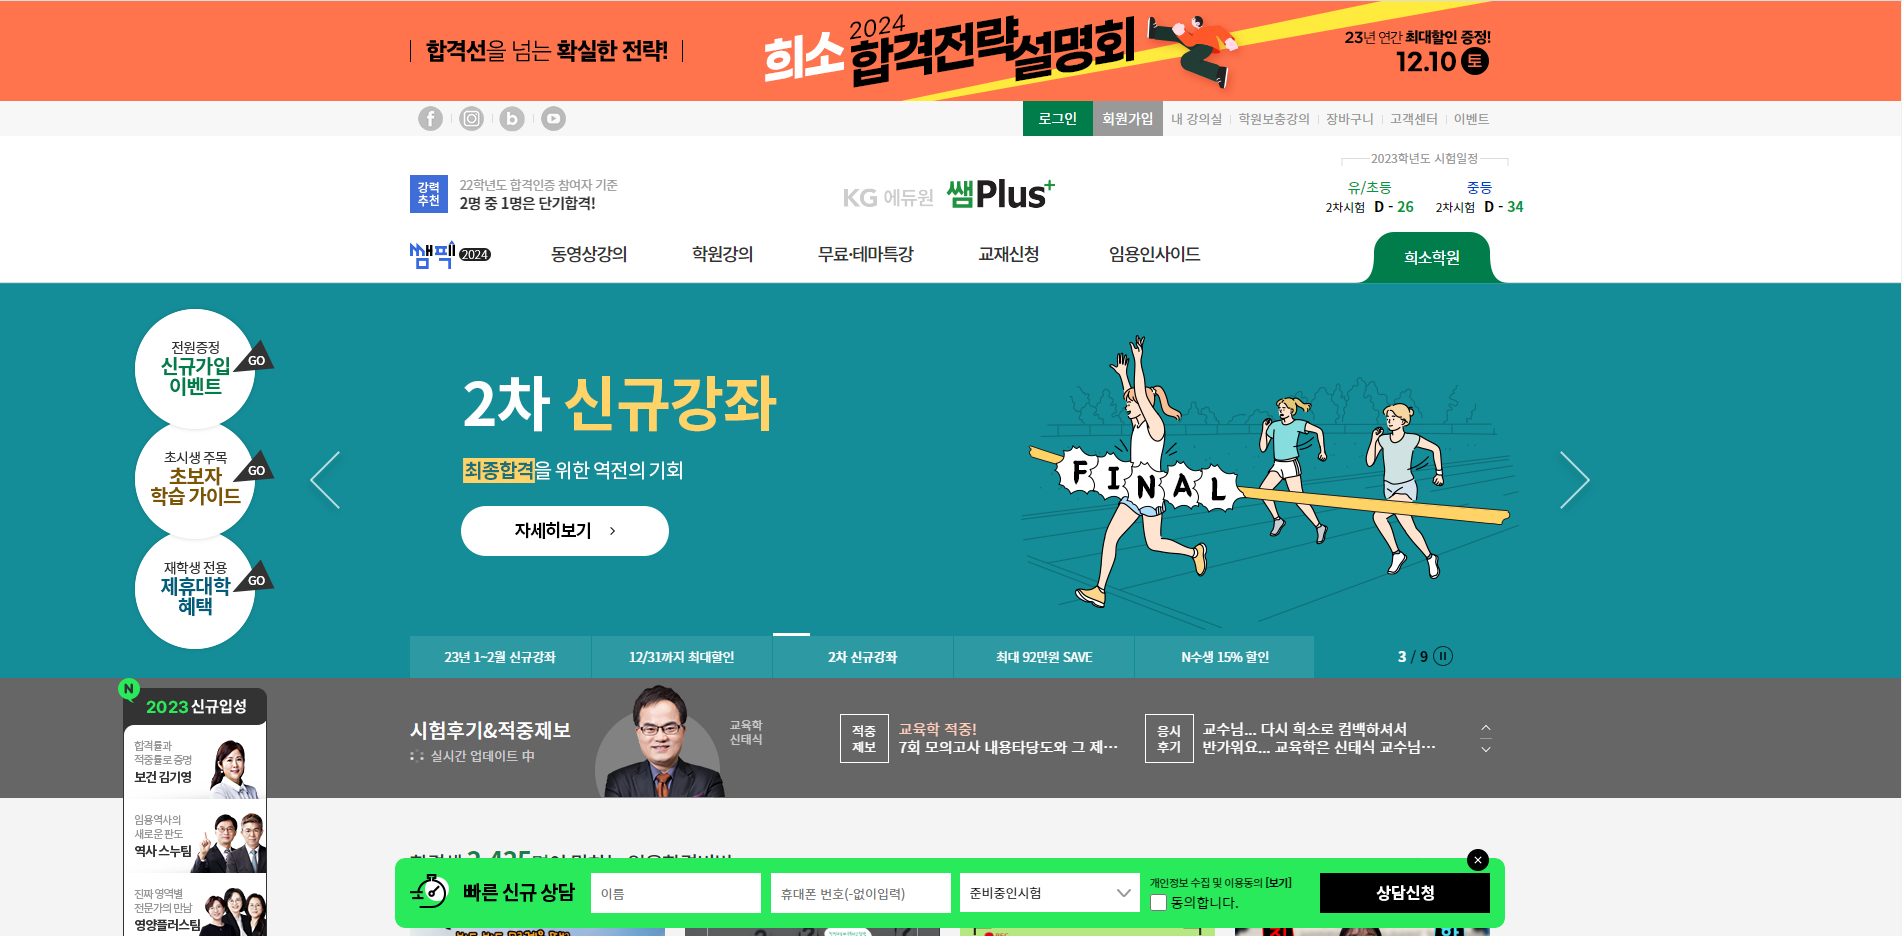 합격선을 넘는 확실한 전략!
2024
희소 합격전략설명회
23년 연간 최대할인 증정!
12.10 토
로그인 회원가입 내 강의실 학원보충강의 장바구니 고객센터 이벤트
강력
추천
22학년도 합격인증 참여자 기준
2명 중 1명은 단기합격!
KG 에듀원 쌤Plus+
2023학년도 시험일정
유/초등
2차시험 D - 26
중등
2차시험 D - 34
쌤픽 2024 동영상강의 학원강의 무료·테마특강 교재신청 임용인사이드 희소학원
전원증정
신규가입
이벤트
GO
초시생 주목
초보자
학습 가이드
GO
재학생 전용
제휴대학
혜택
GO
2차 신규강좌
최종합격을 위한 역전의 기회
자세히보기 >
FINAL
23년 1~2월 신규강좌 12/31까지 최대할인 2차 신규강좌 최대 92만원 SAVE N수생 15% 할인 3 / 9
N
2023 신규입성
합격률과
적중률로 증명
보건 김기영
임용역사의
새로운 판도
역사 스누팀
진짜 영역별
전문가의 만남
영양플러스팀
시험후기&적중제보
실시간 업데이트 中
교육학
신태식
적중
제보
교육학 적중!
7회 모의고사 내용타당도와 그 제…
응시
후기
교수님... 다시 희소로 컴백하셔서
반가워요... 교육학은 신태식 교수님…
빠른 신규 상담
이름
휴대폰 번호(-없이입력)
준비중인시험
개인정보 수집 및 이용동의 [보기]
동의합니다.
상담신청
REC